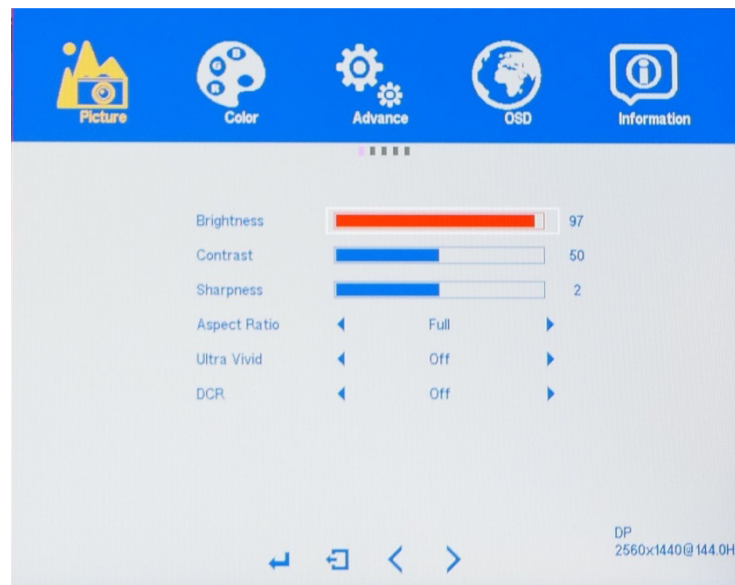 Picture Color Advance OSD Information
G B R
Brightness 97
Contrast 50
Sharpness 2
Aspect Ratio Full
Ultra Vivid Off
DCR Off
DP
2560x1440@144.0H